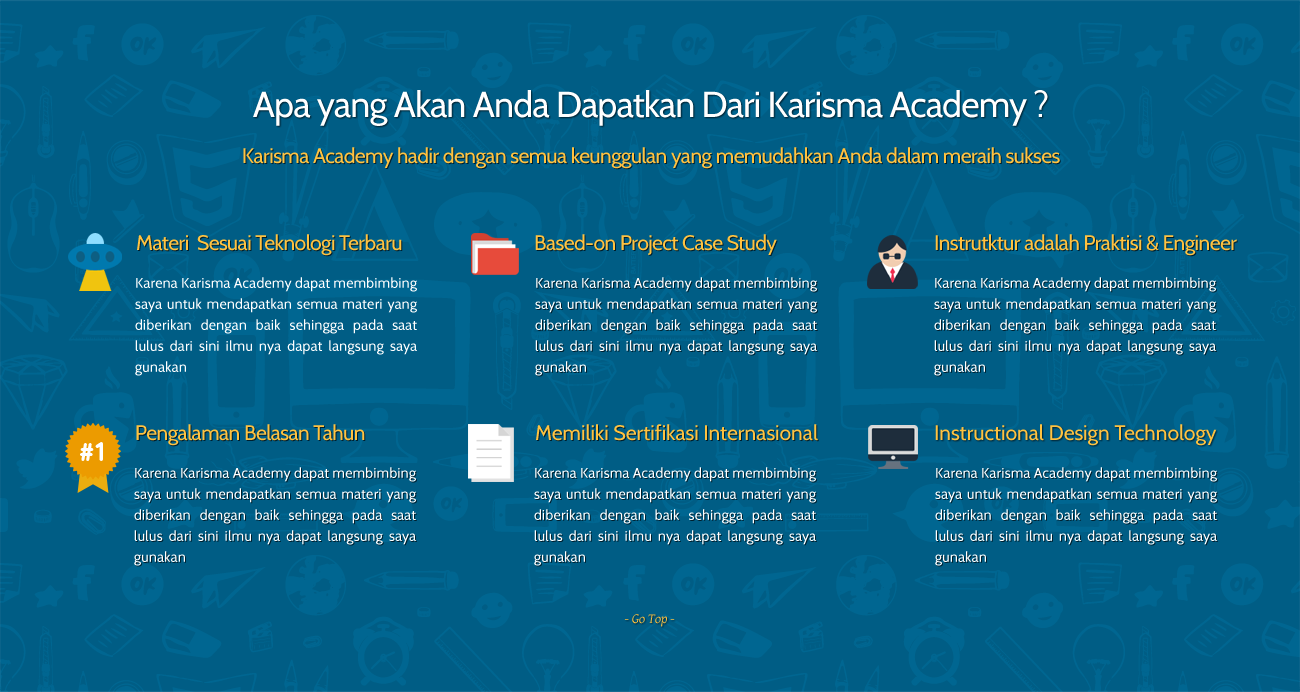 Apa yang Akan Anda Dapatkan Dari Karisma Academy ?
Karisma Academy hadir dengan semua keunggulan yang memudahkan Anda dalam meraih sukses
Materi Sesuai Teknologi Terbaru
Karena Karisma Academy dapat membimbing
saya untuk mendapatkan semua materi yang
diberikan dengan baik sehingga pada saat
lulus dari sini ilmu nya dapat langsung saya
gunakan
Based-on Project Case Study
Karena Karisma Academy dapat membimbing
saya untuk mendapatkan semua materi yang
diberikan dengan baik sehingga pada saat
lulus dari sini ilmu nya dapat langsung saya
gunakan
Instrutktur adalah Praktisi & Engineer
Karena Karisma Academy dapat membimbing
saya untuk mendapatkan semua materi yang
diberikan dengan baik sehingga pada saat
lulus dari sini ilmu nya dapat langsung saya
gunakan
#1
Pengalaman Belasan Tahun
Karena Karisma Academy dapat membimbing
saya untuk mendapatkan semua materi yang
diberikan dengan baik sehingga pada saat
lulus dari sini ilmu nya dapat langsung saya
gunakan
Memiliki Sertifikasi Internasional
Karena Karisma Academy dapat membimbing
saya untuk mendapatkan semua materi yang
diberikan dengan baik sehingga pada saat
lulus dari sini ilmu nya dapat langsung saya
gunakan
Instructional Design Technology
Karena Karisma Academy dapat membimbing
saya untuk mendapatkan semua materi yang
diberikan dengan baik sehingga pada saat
lulus dari sini ilmu nya dapat langsung saya
gunakan
- Go Top -